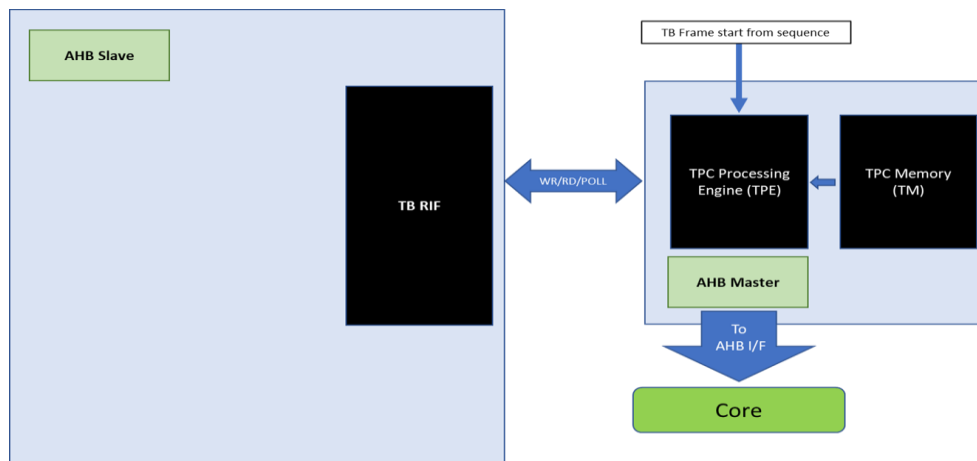 TB Frame start from sequence
AHB Slave
TB RIF
WR/RD/POLL
TPC Processing
Engine (TPE)
TPC Memory
(TM)
AHB Master
To
AHB I/F
Core